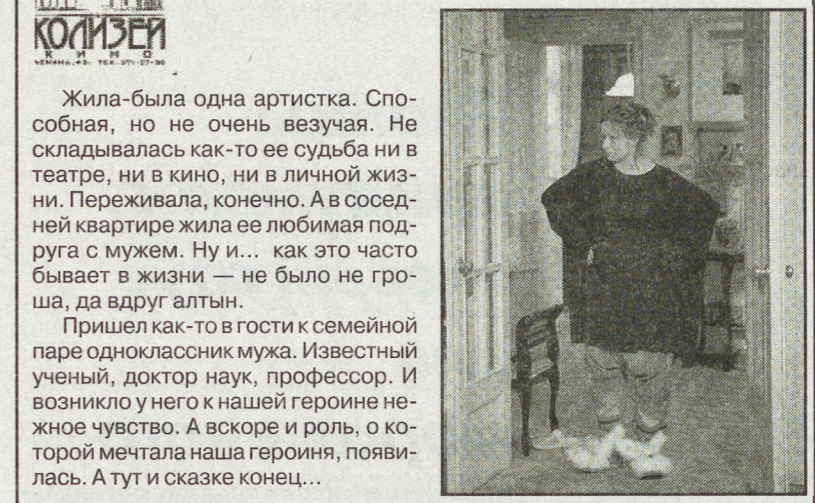 КОЛИЗЕЙ
КИНО
Жила-была одна артистка. Спо-
собная, но не очень везучая. Не
складывалась как-то ее судьба ни в
театре, ни в кино, ни в личной жиз-
ни. Переживала, конечно. А в сосед-
ней квартире жила ее любимая под-
руга с мужем. Ну и... как это часто
бывает в жизни — не было не гро-
ша, да вдруг алтын.
Пришел как-то в гости к семейной
паре одноклассник мужа. Известный
ученый, доктор наук, профессор. И
возникло у него к нашей героине не-
жное чувство. А вскоре и роль, о ко-
торой мечтала наша героиня, появи-
лась. А тут и сказке конец...